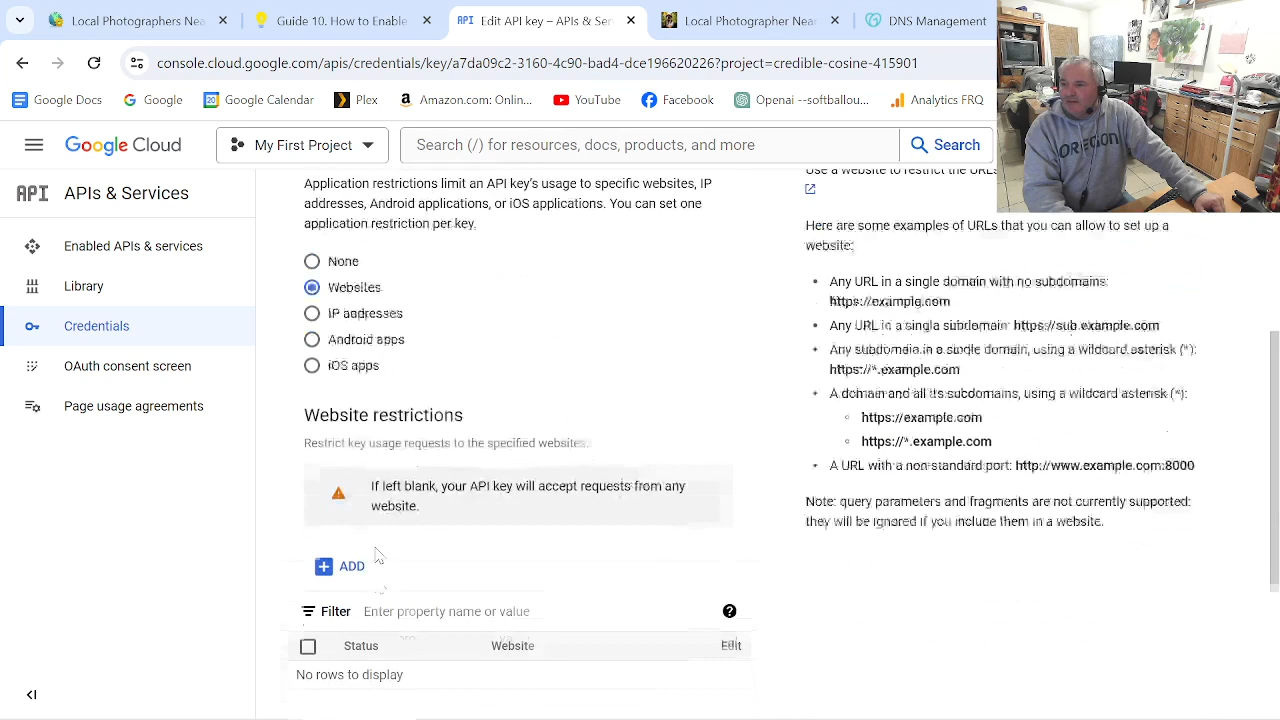 Local Photographers Nea
Guide 10. How to Enable
API
Edit API key – APIs & Ser
Local Photographer Near
DNS Management
console.cloud.google.com/apis/credentials/key/a7da09c2-3160-4c90-bad4-dce196620226?project=credible-cosine-415901
Google Docs
Google
Google Calendar
Plex
Amazon.com: Onlin...
YouTube
Facebook
Openai --softballou...
Analytics FRQ
Google Cloud
My First Project
Search (/) for resources, docs, products, and more
Search
OREGON
API APIs & Services
Enabled APIs & services
Library
Credentials
OAuth consent screen
Page usage agreements
Application restrictions limit an API key's usage to specific websites, IP
addresses, Android applications, or iOS applications. You can set one
application restriction per key.
None
Websites
IP addresses
Android apps
iOS apps
Website restrictions
Restrict key usage requests to the specified websites.
If left blank, your API key will accept requests from any
website.
ADD
Filter Enter property name or value
Status Website Edit
No rows to display
Use a website to restrict the URLs
Here are some examples of URLs that you can allow to set up a
website:
Any URL in a single domain with no subdomains:
https://example.com
Any URL in a single subdomain https://sub.example.com
Any subdomain in a single domain, using a wildcard asterisk (*):
https://*.example.com
A domain and all its subdomains, using a wildcard asterisk (*):
https://example.com
https://*.example.com
A URL with a non-standard port: http://www.example.com:8000
Note: query parameters and fragments are not currently supported:
they will be ignored if you include them in a website.